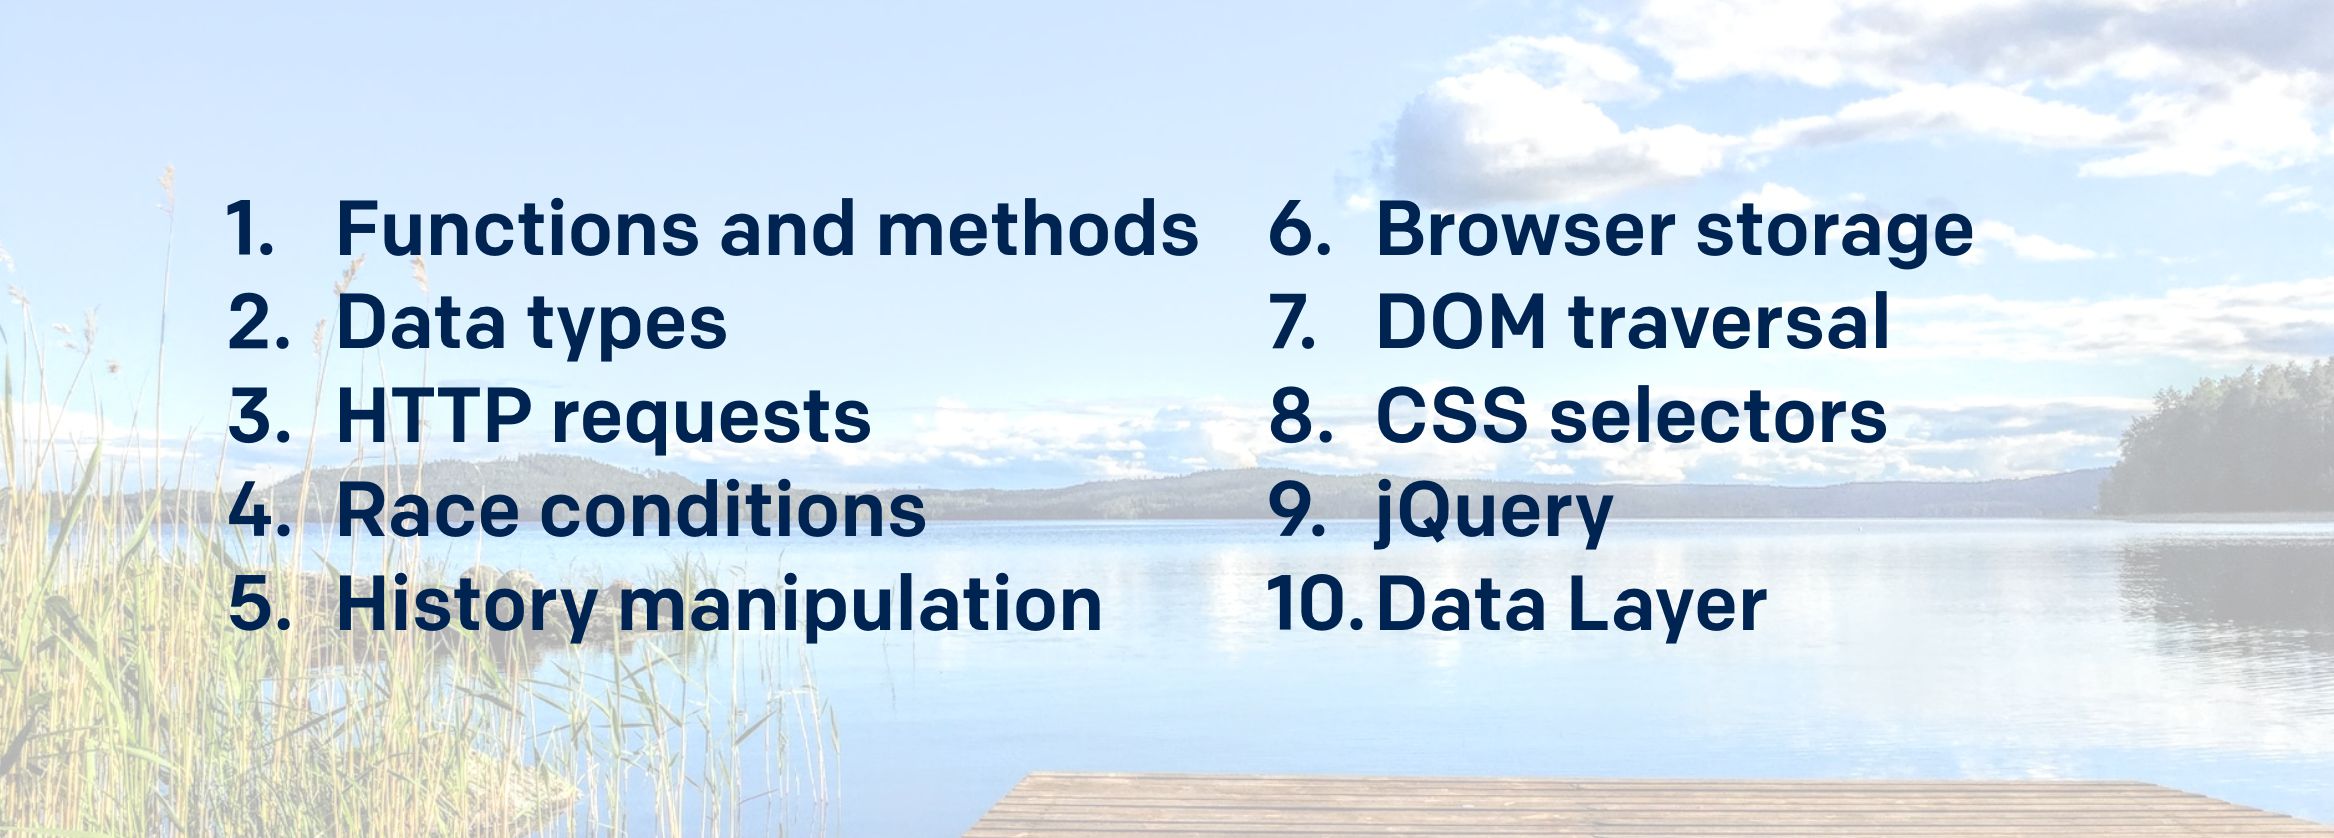 1. Functions and methods
2. Data types
3. HTTP requests
4. Race conditions
5. History manipulation
6. Browser storage
7. DOM traversal
8. CSS selectors
9. jQuery
10. Data Layer